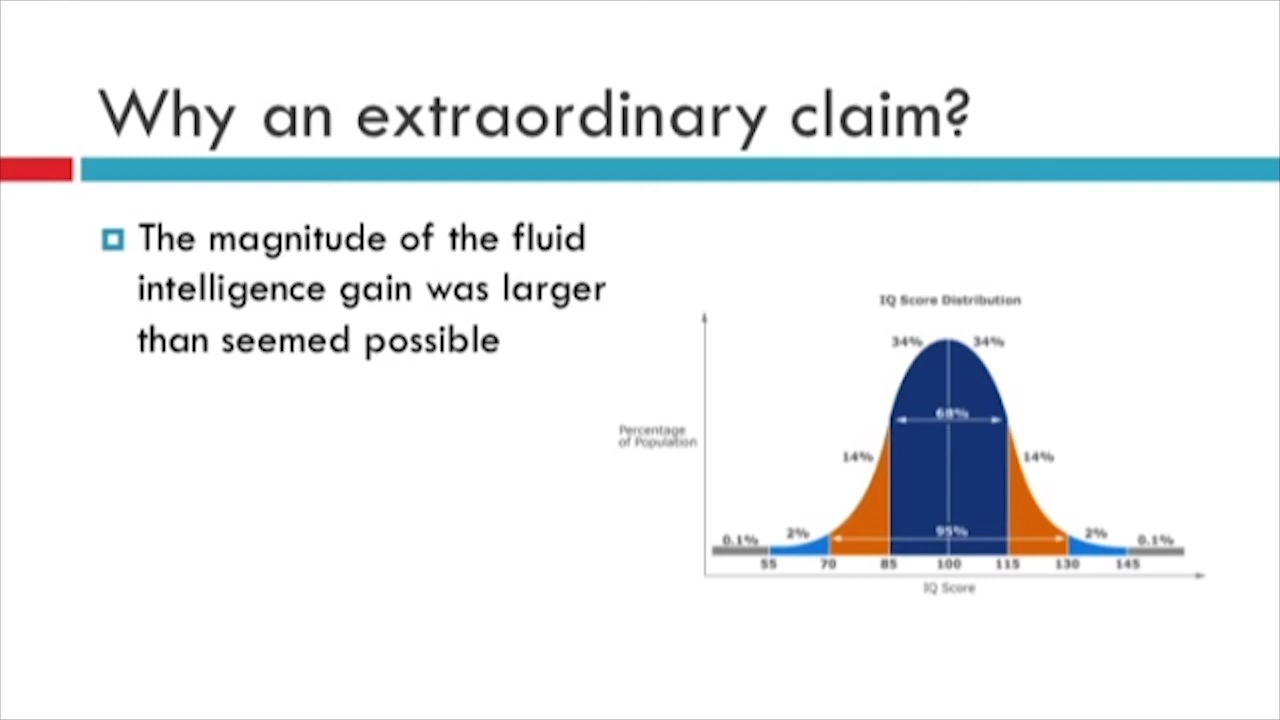 Why an extraordinary claim?
The magnitude of the fluid
intelligence gain was larger
than seemed possible
IQ Score Distribution
34% 34%
68%
Percentage
of Population
14% 14%
95%
0.1% 2% 2% 0.1%
55 70 85 100 115 130 145
IQ Score